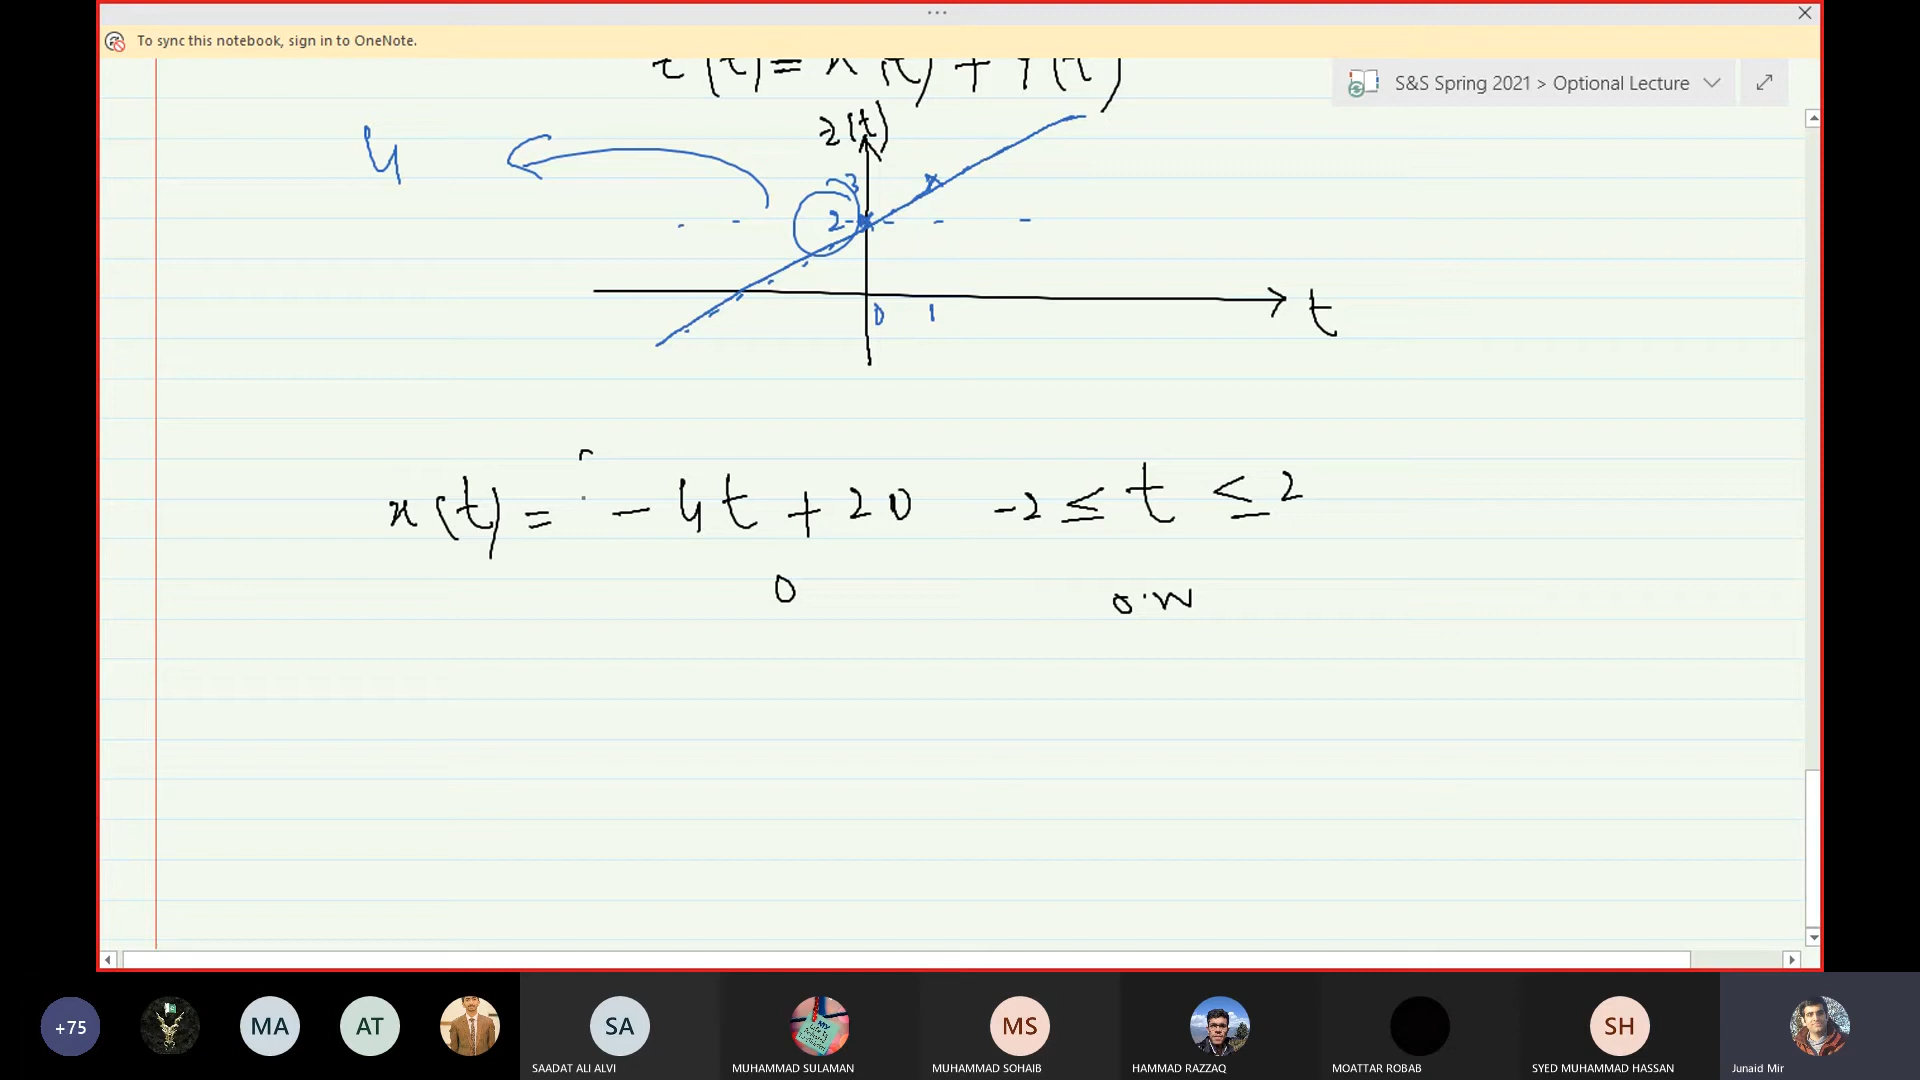 To sync this notebook, sign in to OneNote.
S&S Spring 2021 > Optional Lecture
z(t) = x(t) + y(t)
z(t)
4
3
2
0 1
t
x(t) = -4t + 20 -2 ≤ t ≤ 2
0 o.w
+75
MA
AT
SA
MS
SH
MY
SAADAT ALI ALVI
MUHAMMAD SULAMAN
MUHAMMAD SOHAIB
HAMMAD RAZZAQ
MOATTAR ROBAB
SYED MUHAMMAD HASSAN
Junaid Mir